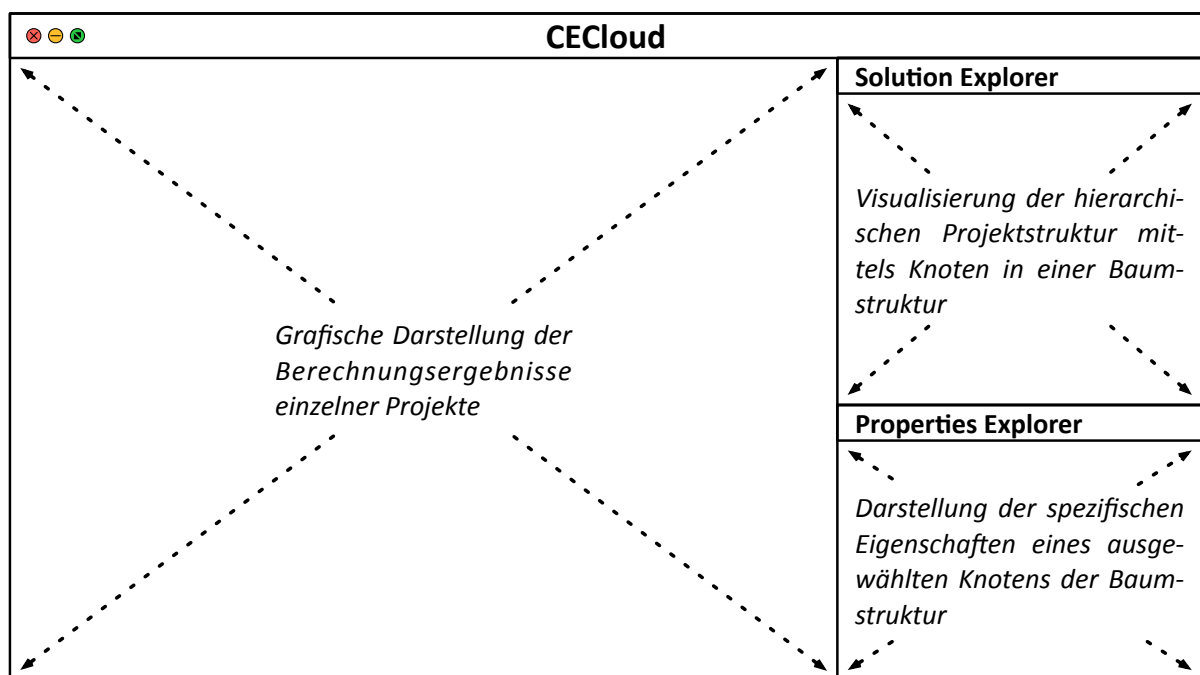 CECloud
Grafische Darstellung der
Berechnungsergebnisse
einzelner Projekte
Solution Explorer
Visualisierung der hierarchi-
schen Projektstruktur mit-
tels Knoten in einer Baum-
struktur
Properties Explorer
Darstellung der spezifischen
Eigenschaften eines ausge-
wählten Knotens der Baum-
struktur